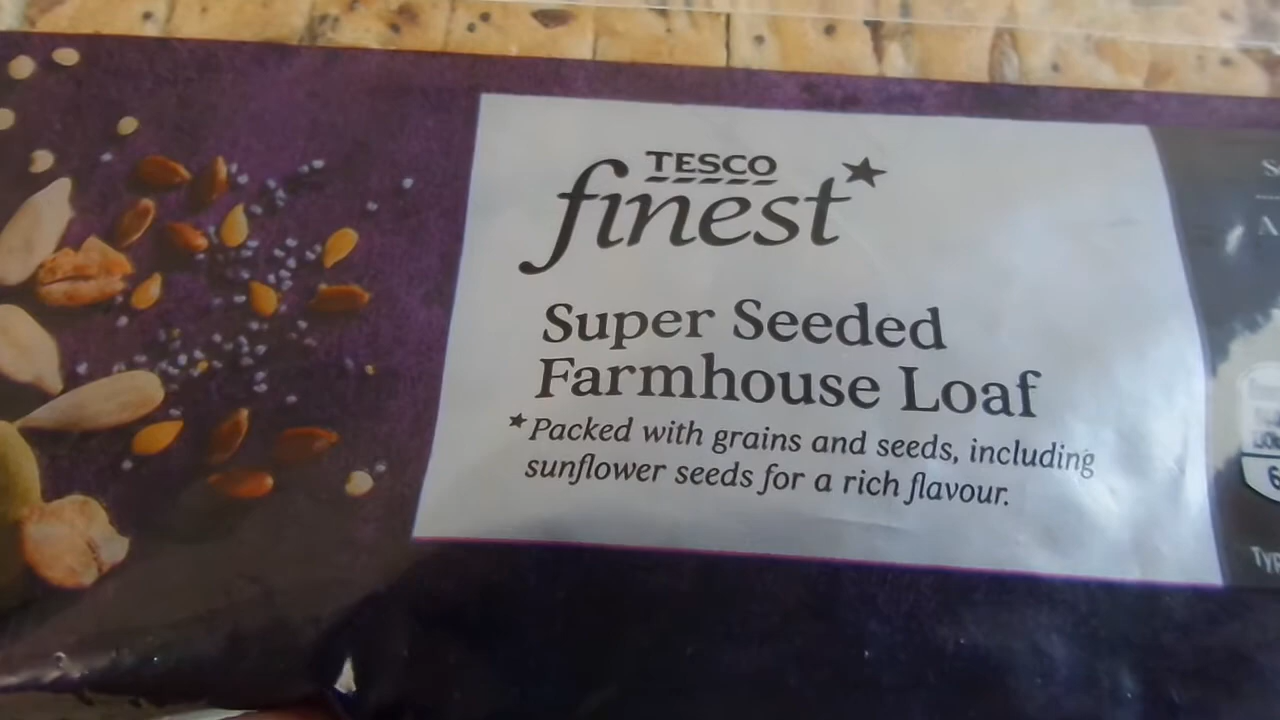 TESCO
finest*
Super Seeded
Farmhouse Loaf
*Packed with grains and seeds, including
sunflower seeds for a rich flavour.